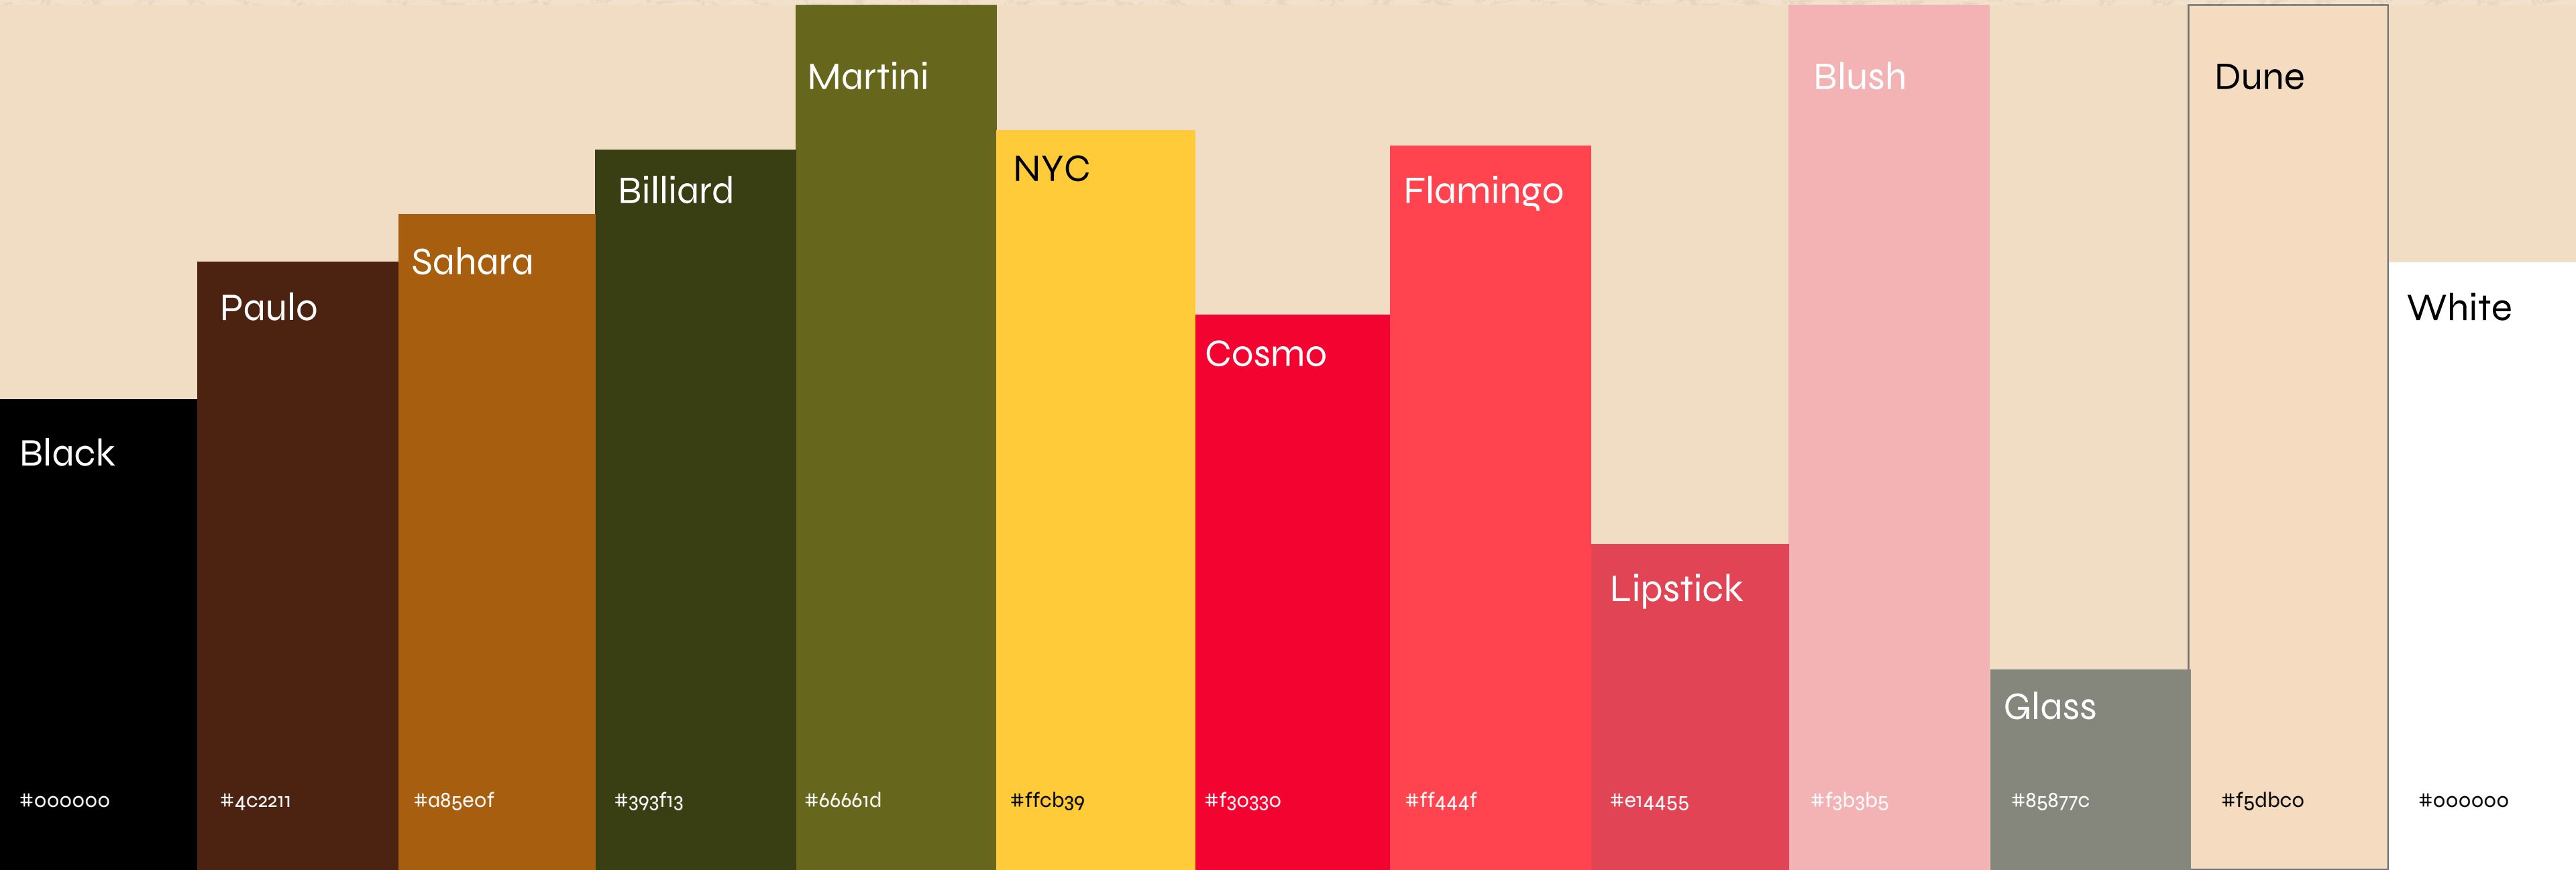 Black
#000000
Paulo
#4c2211
Sahara
#a85e0f
Billiard
#393f13
Martini
#66661d
NYC
#ffcb39
Cosmo
#f30330
Flamingo
#ff444f
Lipstick
#e14455
Blush
#f3b3b5
Glass
#85877c
Dune
#f5dbc0
White
#000000